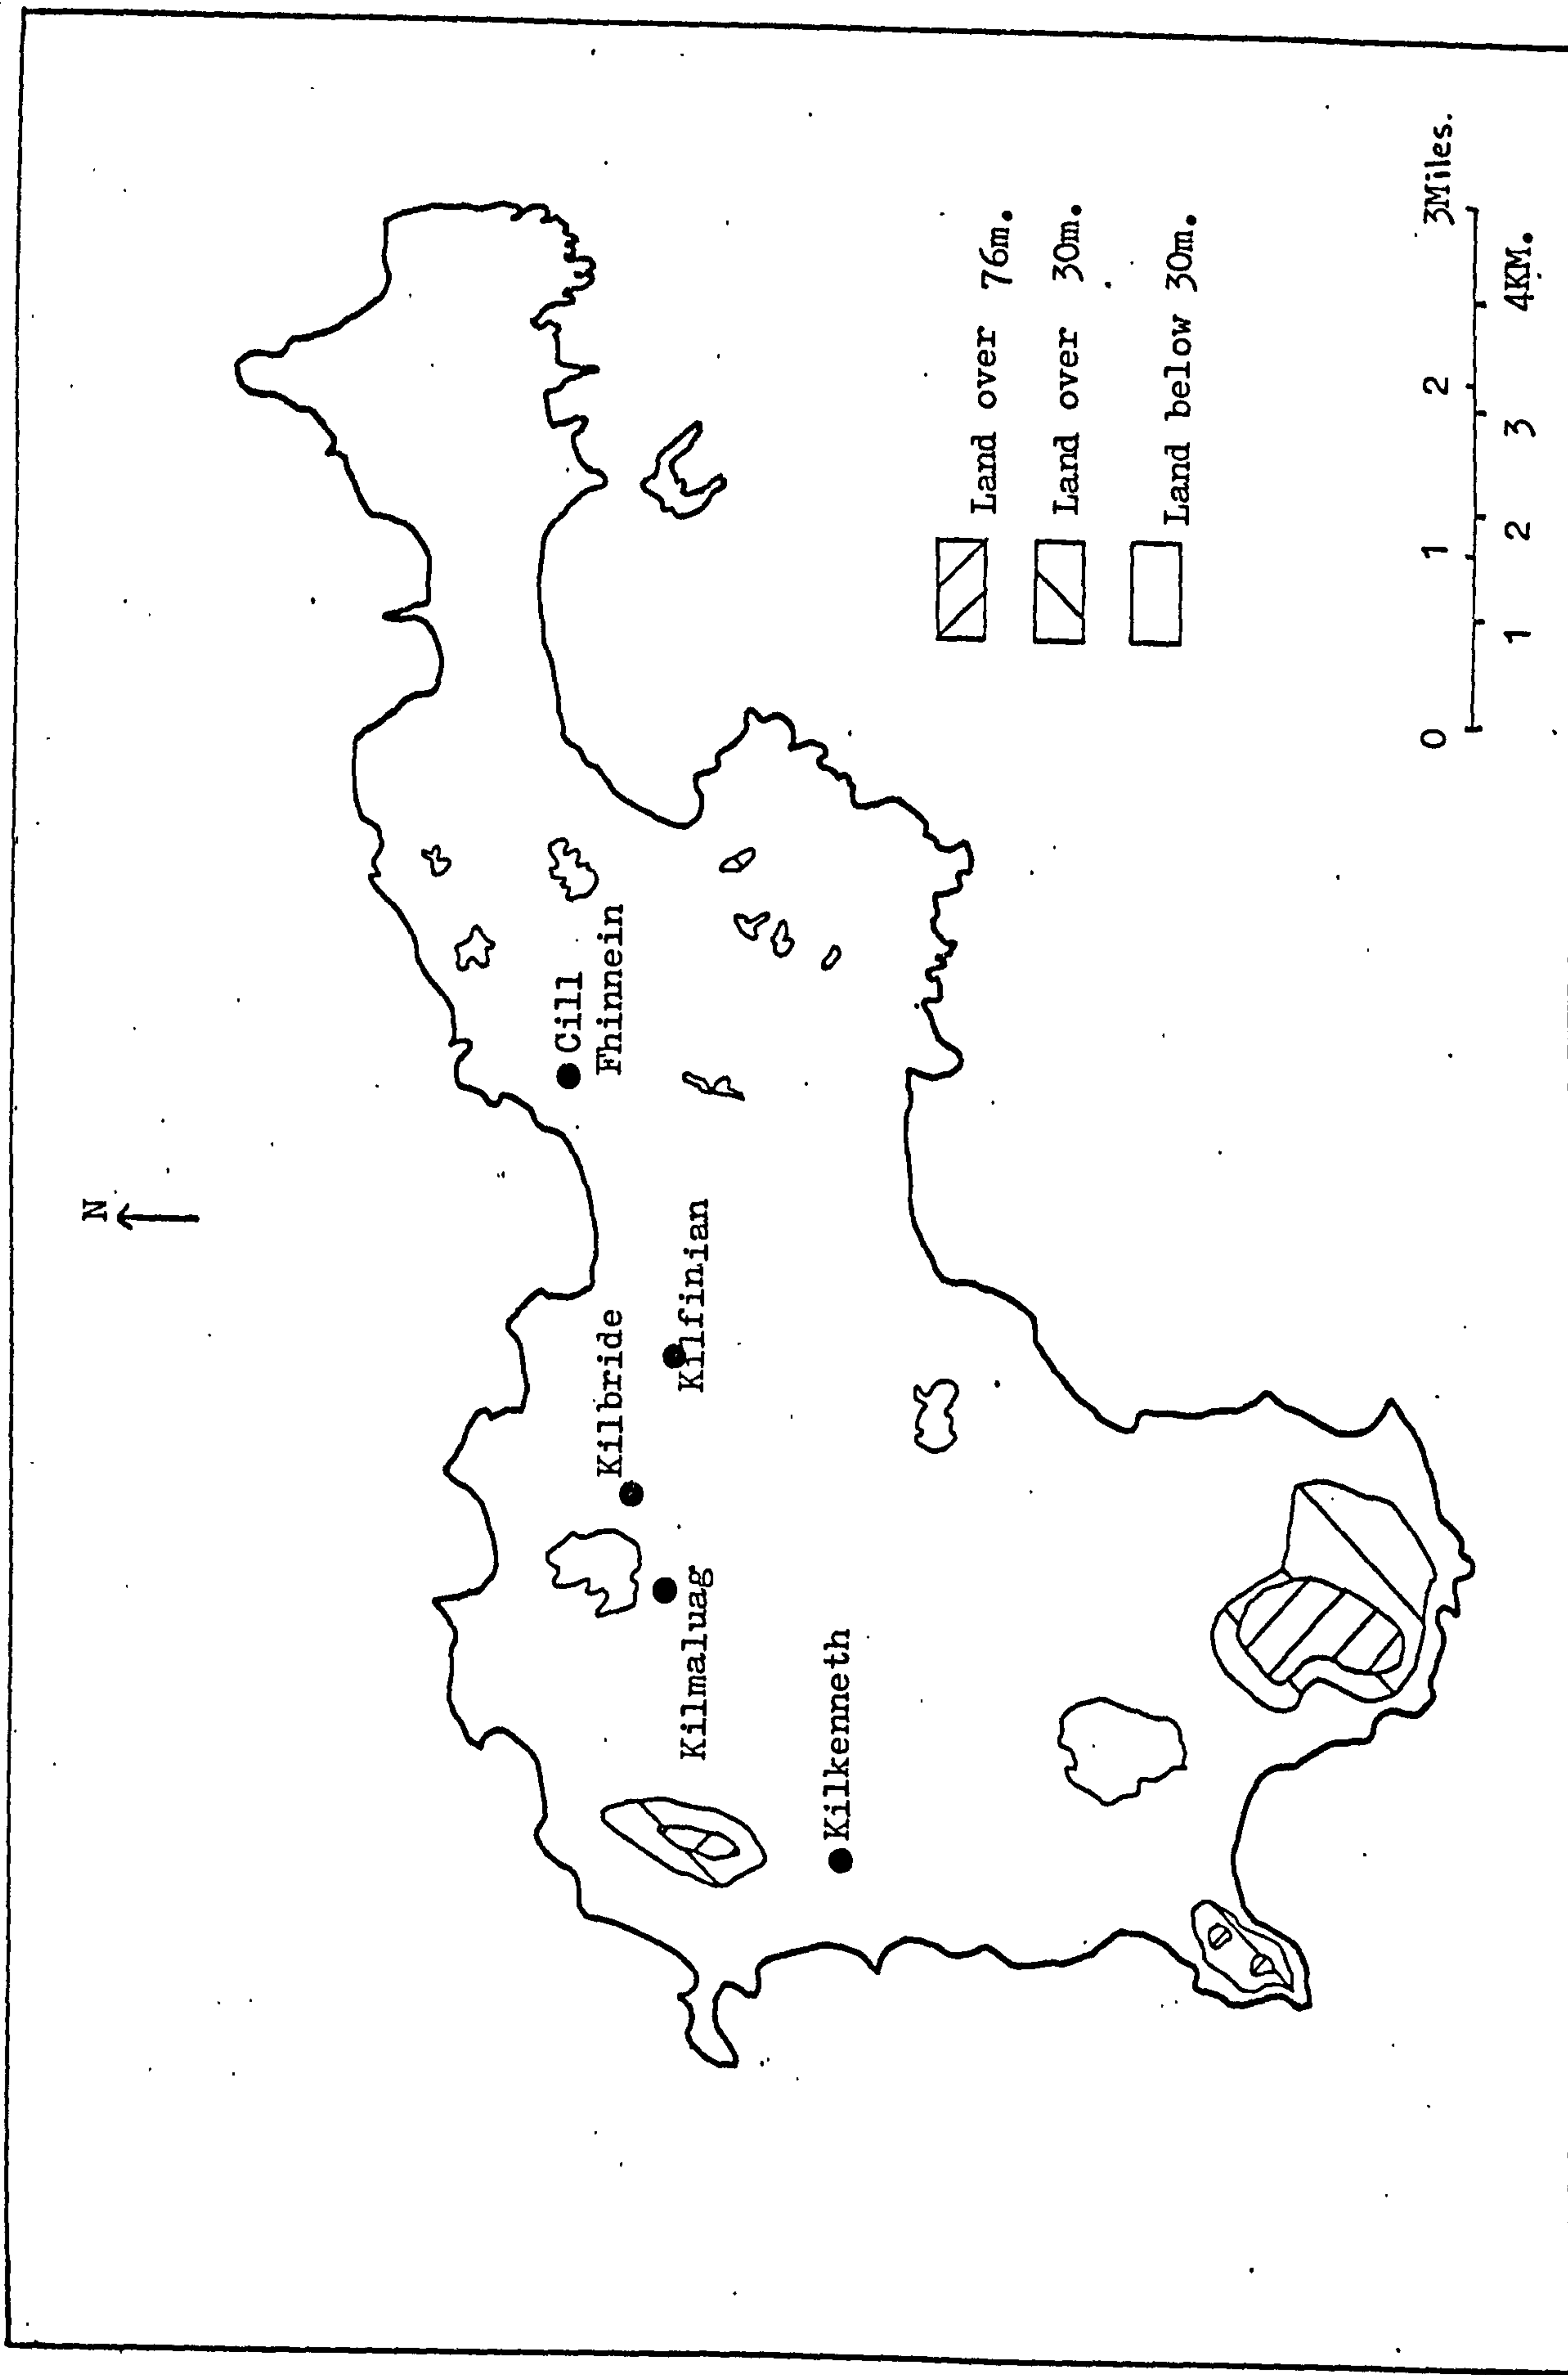 N
Cill
Fhinnein
Kilbride
Kilfinian
Kilmaluag
Kilkenneth
Land over 76m.
Land over 30m.
Land below 30m.
0 1 2 3Miles.
1 2 3 4KM.